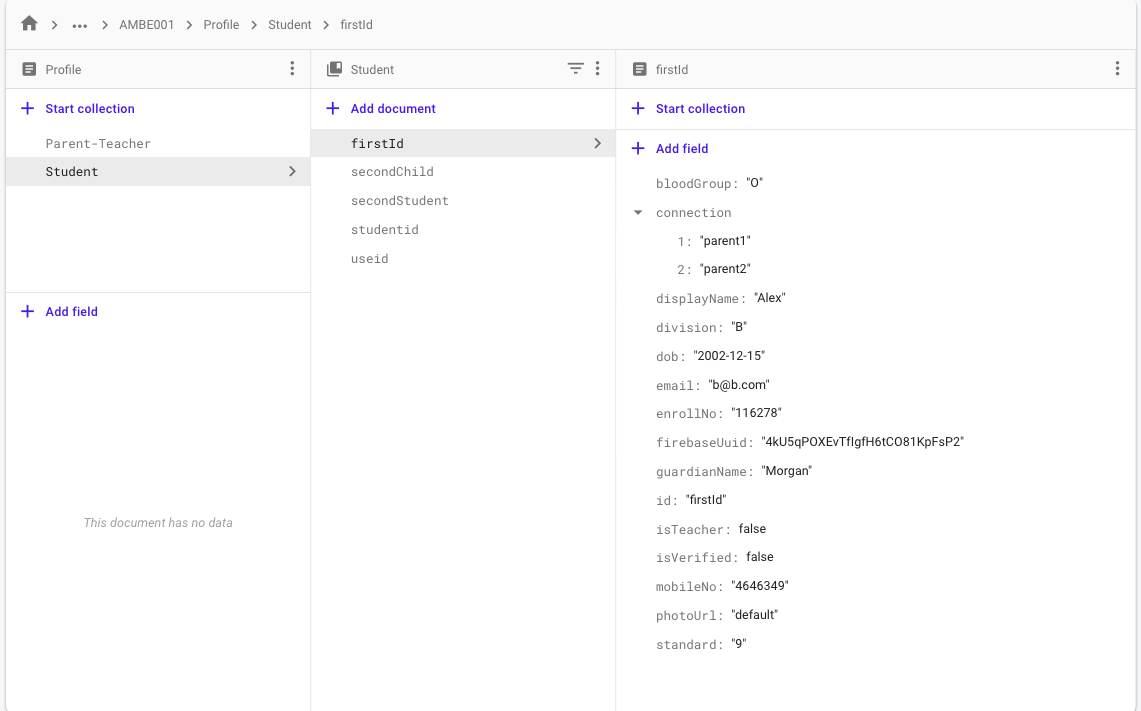 ... AMBE001 Profile Student firstId
Profile
Start collection
Parent-Teacher
Student
Add field
This document has no data
Student
Add document
firstId
secondChild
secondStudent
studentid
useid
firstId
Start collection
Add field
bloodGroup: "O"
connection
1: "parent1"
2: "parent2"
displayName: "Alex"
division: "B"
dob: "2002-12-15"
email: "b@b.com"
enrollNo: "116278"
firebaseUuid: "4kU5qPOXEvTfIgfH6tCO81KpFsP2"
guardianName: "Morgan"
id: "firstId"
isTeacher: false
isVerified: false
mobileNo: "4646349"
photoUrl: "default"
standard: "9"